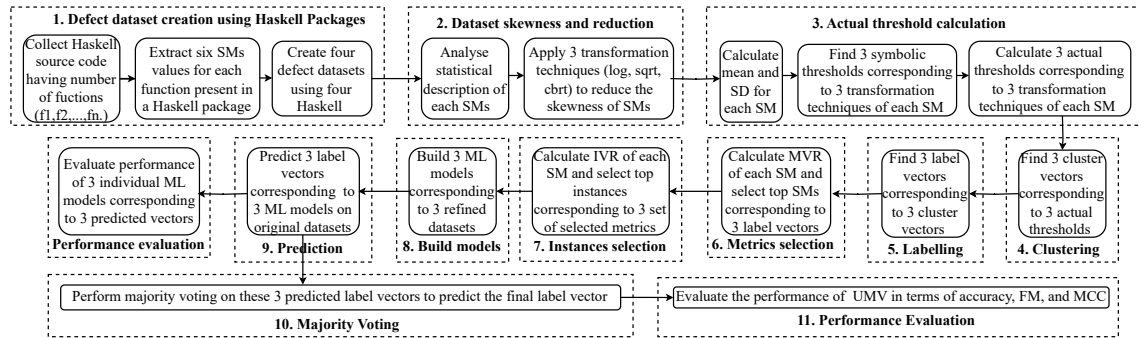 1. Defect dataset creation using Haskell Packages
Collect Haskell
source code
having number
of fuctions
(f1,f2,...,fn.)
Extract six SMs
values for each
function present in
a Haskell package
Create four
defect datasets
using four
Haskell
2. Dataset skewness and reduction
Analyse
statistical
description
of each SMs
Apply 3 transformation
techniques (log, sqrt,
cbrt) to reduce the
skewness of SMs
3. Actual threshold calculation
Calculate
mean and
SD for
each SM
Find 3 symbolic
thresholds corresponding
to 3 transformation
techniques of each SM
Calculate 3 actual
thresholds corresponding
to 3 transformation
techniques of each SM
Find 3 cluster
vectors
corresponding
to 3 actual
thresholds
4. Clustering
Find 3 label
vectors
corresponding
to 3 cluster
vectors
5. Labelling
Calculate MVR
of each SM and
select top SMs
corresponding to
3 label vectors
6. Metrics selection
Calculate IVR of each
SM and select top
instances
corresponding to 3 set
of selected metrics
7. Instances selection
Build 3 ML
models
corresponding
to 3 refined
datasets
8. Build models
Predict 3 label
vectors
corresponding to
3 ML models on
original datasets
9. Prediction
Evaluate performance
of 3 individual ML
models corresponding
to 3 predicted vectors
Performance evaluation
Perform majority voting on these 3 predicted label vectors to predict the final label vector
10. Majority Voting
Evaluate the performance of UMV in terms of accuracy, FM, and MCC
11. Performance Evaluation